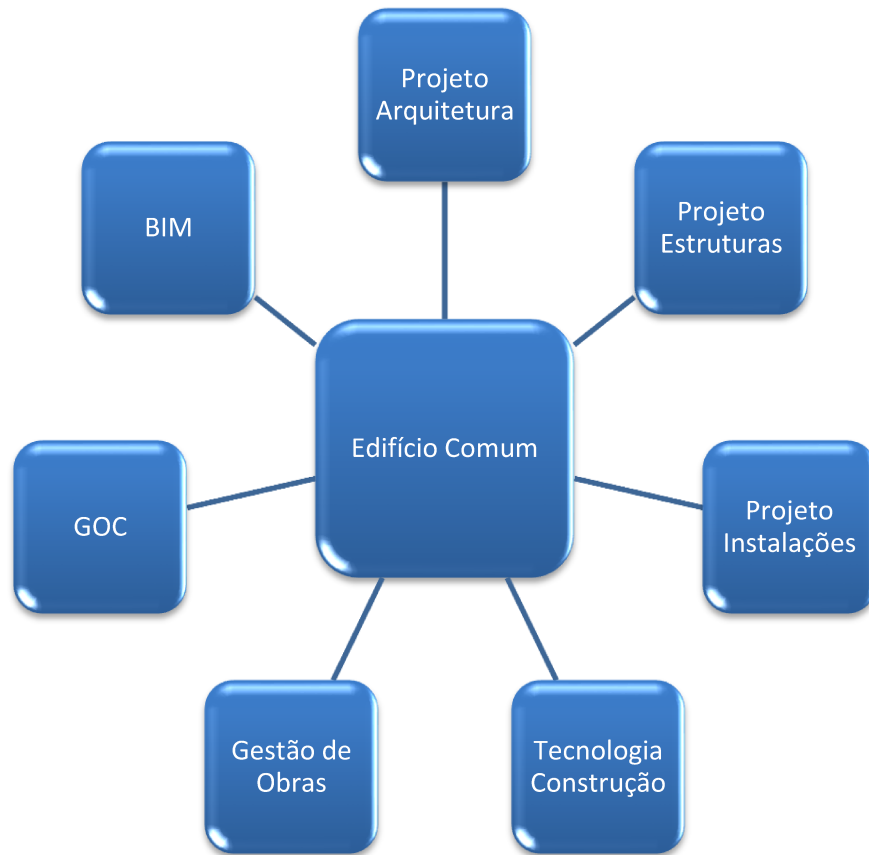 Projeto
Arquitetura
BIM
Projeto
Estruturas
Edifício Comum
GOC
Projeto
Instalações
Gestão de
Obras
Tecnologia
Construção